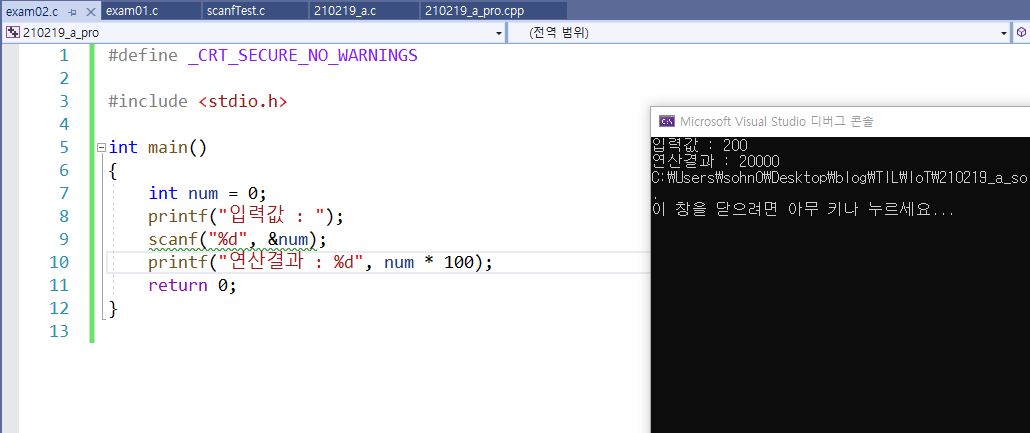 exam02.c exam01.c scanfTest.c 210219_a.c 210219_a_pro.cpp
210219_a_pro (전역 범위)
1 #define _CRT_SECURE_NO_WARNINGS
2
3 #include <stdio.h>
4
5 int main()
6 {
7 int num = 0;
8 printf("입력값 : ");
9 scanf("%d", &num);
10 printf("연산결과 : %d", num * 100);
11 return 0;
12 }
13
Microsoft Visual Studio 디버그 콘솔
입력값 : 200
연산결과 : 20000
C:₩Users₩sohn0₩Desktop₩blog₩TIL₩IoT₩210219_a_so
.
이 창을 닫으려면 아무 키나 누르세요...